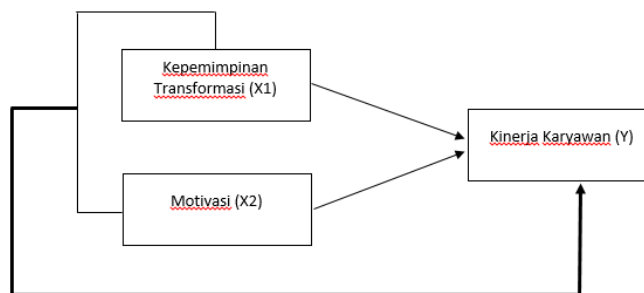 Kepemimpinan
Transformasi (X1)
Kinerja Karyawan (Y)
Motivasi (X2)